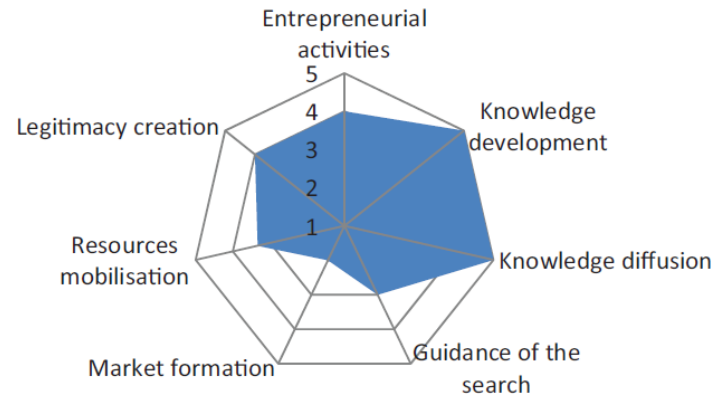 Entrepreneurial
activities
5
4
3
2
1
Knowledge
development
Knowledge diffusion
Guidance of the
search
Market formation
Resources
mobilisation
Legitimacy creation